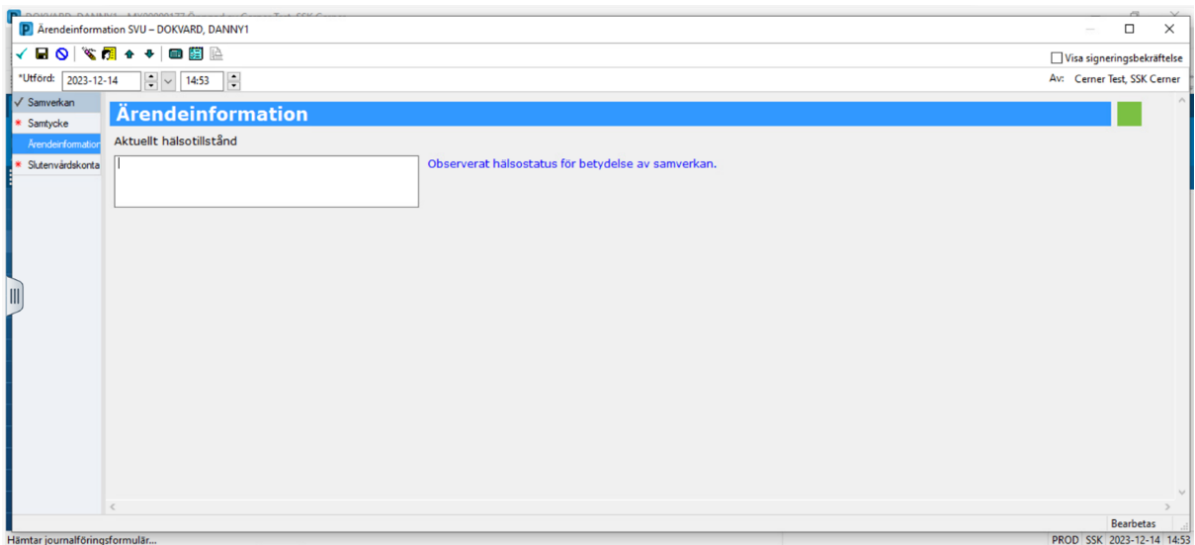 Ärendeinformation SVU – DOKVARD, DANNY1
Visa signeringsbekräftelse
*Utförd: 2023-12-14 14:53
Av: Cerner Test, SSK Cerner
Samverkan
Samtycke
Ärendeinformation
Slutenvårdskonta
Ärendeinformation
Aktuellt hälsotillstånd
Observerat hälsostatus för betydelse av samverkan.
Bearbetas
Hämtar journalföringsformulär...
PROD SSK 2023-12-14 14:53